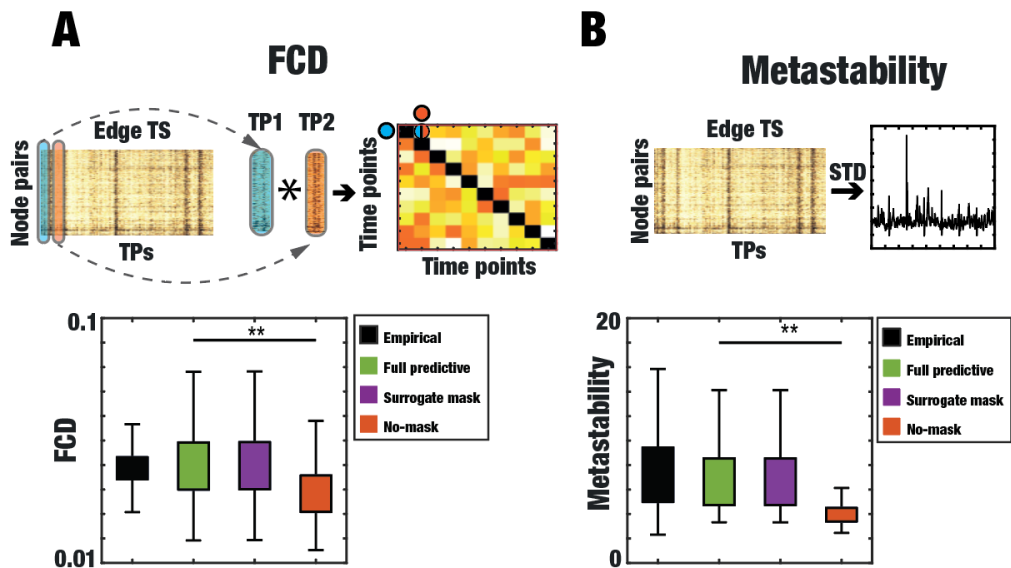 A
FCD
Edge TS
TP1
TP2
Node pairs
*
Time points
TPs
Time points
0.1
**
FCD
0.01
Empirical
Full predictive
Surrogate mask
No-mask
B
Metastability
Edge TS
Node pairs
STD
TPs
20
**
Metastability
0
Empirical
Full predictive
Surrogate mask
No-mask